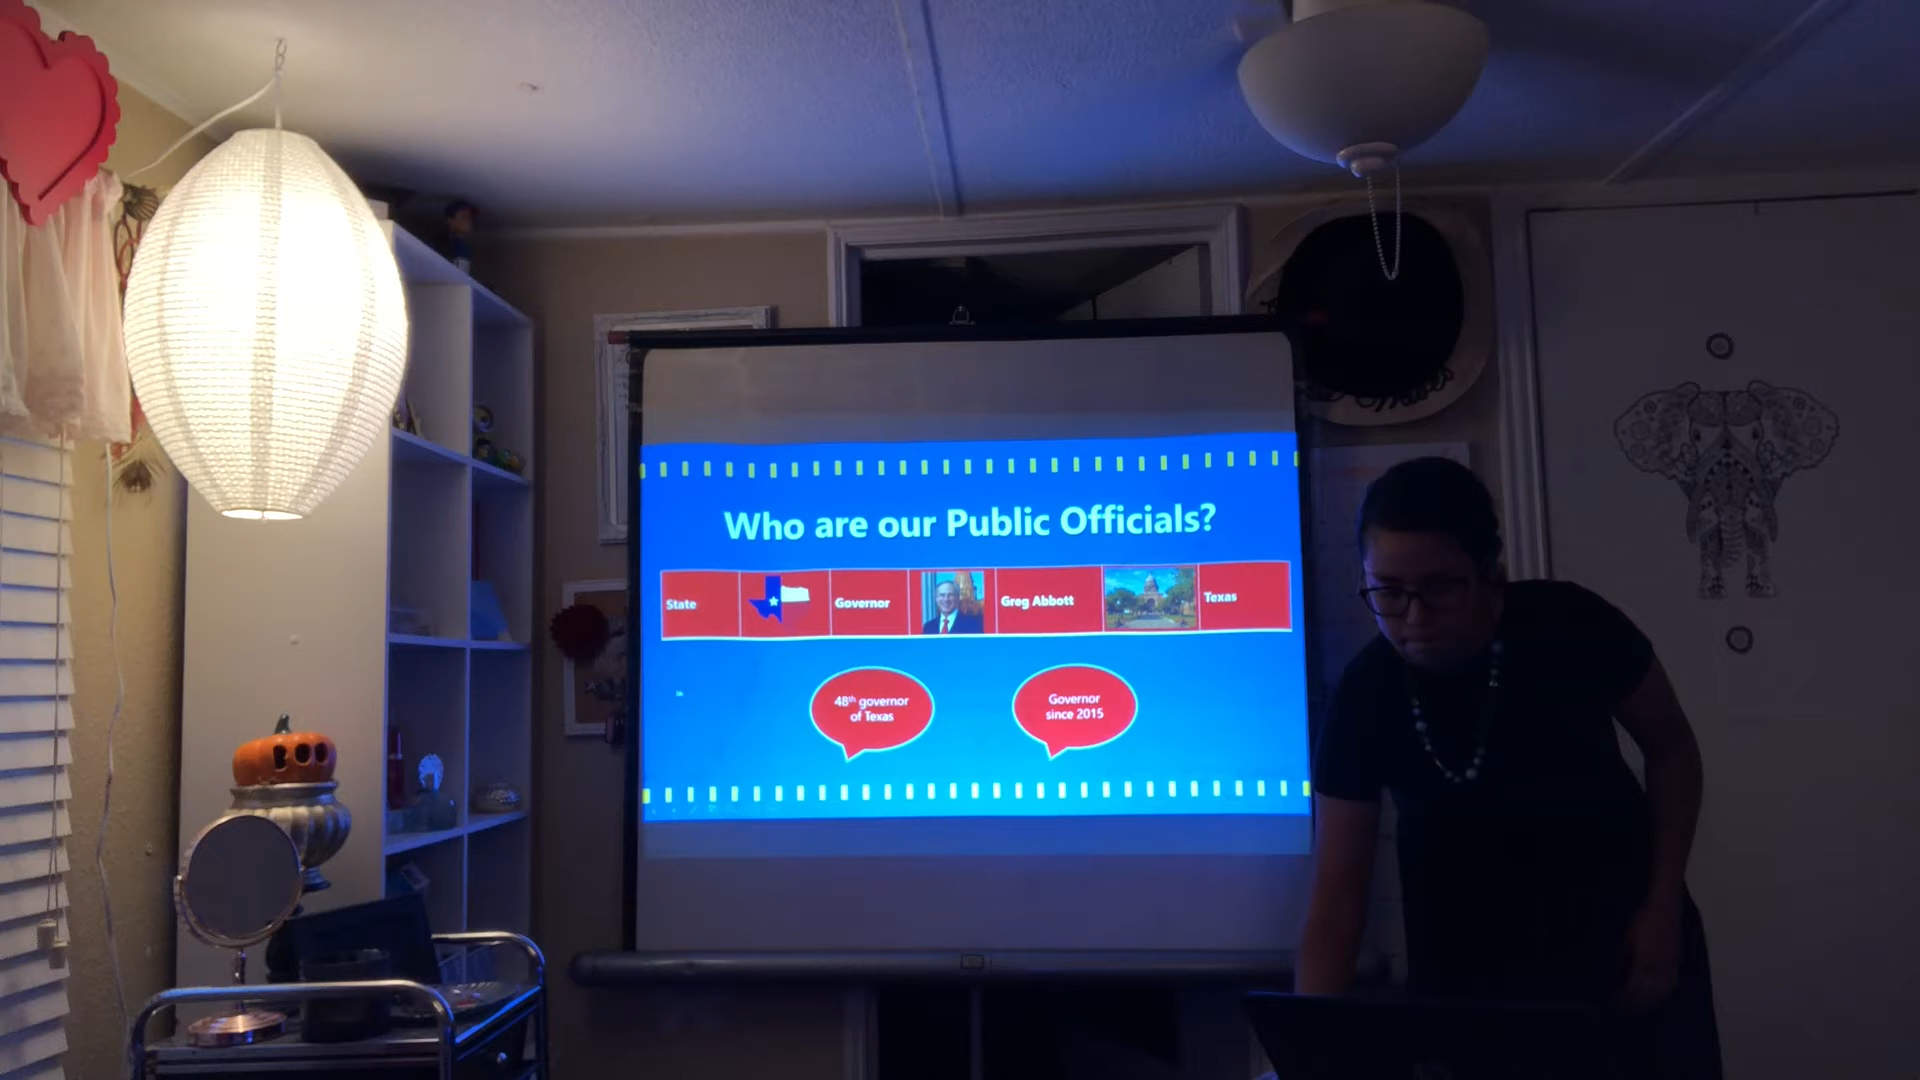 Who are our Public Officials?
State
Governor
Greg Abbott
Texas
48th governor
of Texas
Governor
since 2015